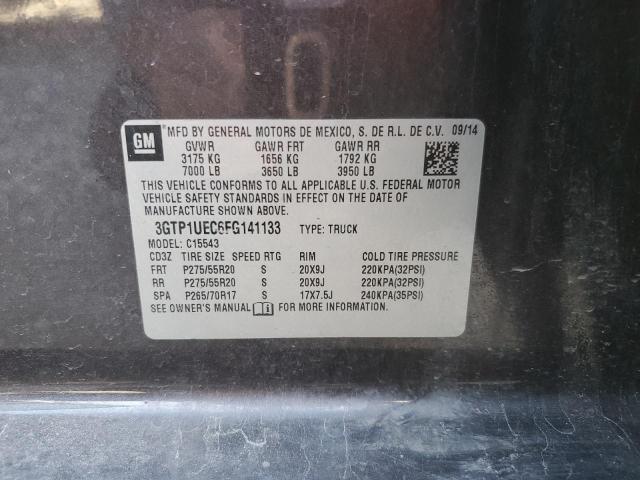 GM MFD BY GENERAL MOTORS DE MEXICO, S. DE R.L. DE C.V. 09/14
GVWR GAWR FRT GAWR RR
3175 KG 1656 KG 1792 KG
7000 LB 3650 LB 3950 LB
THIS VEHICLE CONFORMS TO ALL APPLICABLE U.S. FEDERAL MOTOR
VEHICLE SAFETY STANDARDS IN EFFECT ON THE DATE OF
MANUFACTURE SHOWN ABOVE.
3GTP1UEC6FG141133 TYPE: TRUCK
MODEL: C15543
CD3Z TIRE SIZE SPEED RTG RIM COLD TIRE PRESSURE
FRT P275/55R20 S 20X9J 220KPA(32PSI)
RR P275/55R20 S 20X9J 220KPA(32PSI)
SPA P265/70R17 S 17X7.5J 240KPA(35PSI)
SEE OWNER'S MANUAL FOR MORE INFORMATION